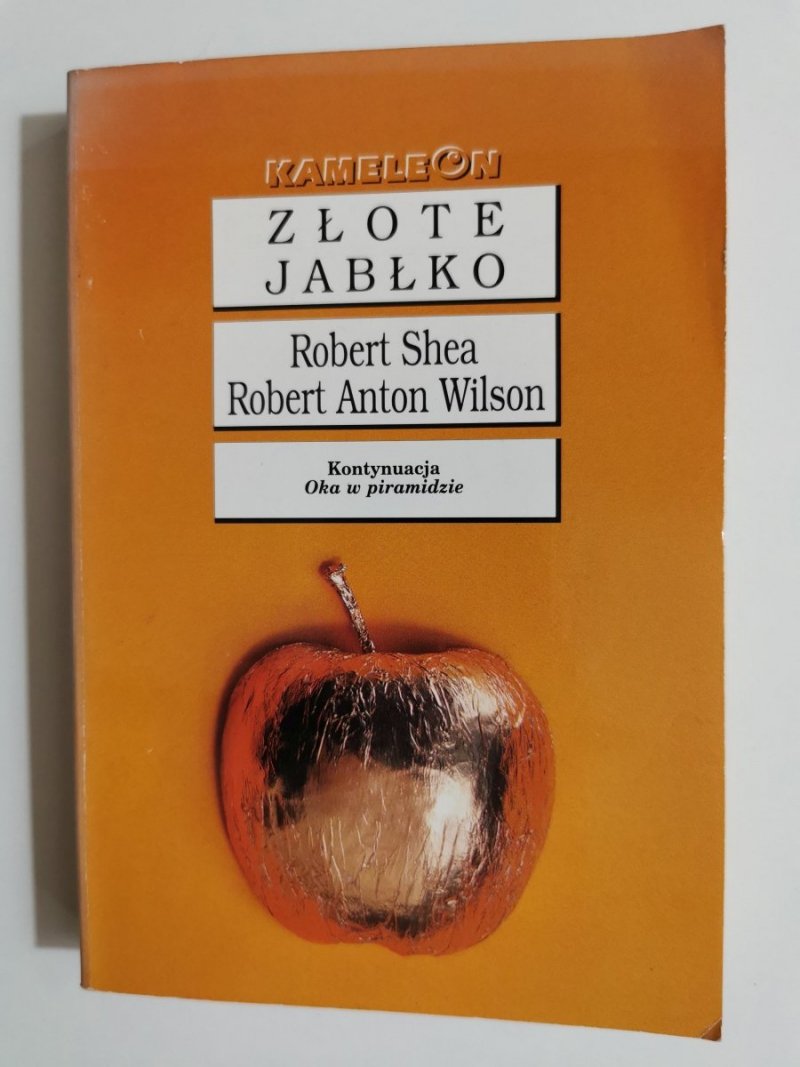 KAMELEON
ZŁOTE
JABŁKO
Robert Shea
Robert Anton Wilson
Kontynuacja
Oka w piramidzie